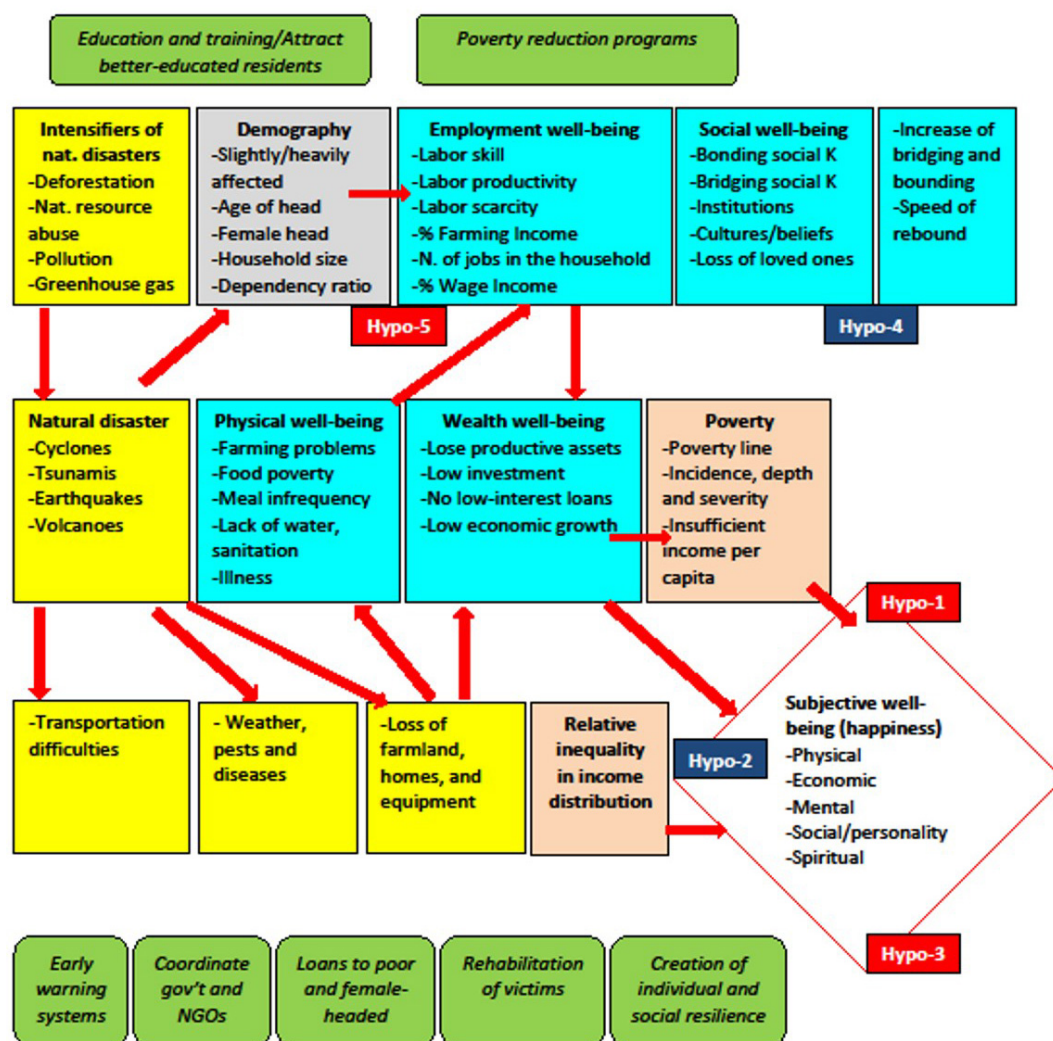 Education and training/Attract
better-educated residents
Poverty reduction programs
Intensifiers of
nat. disasters
-Deforestation
-Nat. resource
abuse
-Pollution
-Greenhouse gas
Demography
-Slightly/heavily
affected
-Age of head
-Female head
-Household size
-Dependency ratio
Employment well-being
-Labor skill
-Labor productivity
-Labor scarcity
-% Farming Income
-N. of jobs in the household
-% Wage Income
Social well-being
-Bonding social K
-Bridging social K
-Institutions
-Cultures/beliefs
-Loss of loved ones
-Increase of
bridging and
bounding
-Speed of
rebound
Hypo-5
Hypo-4
Natural disaster
-Cyclones
-Tsunamis
-Earthquakes
-Volcanoes
Physical well-being
-Farming problems
-Food poverty
-Meal infrequency
-Lack of water,
sanitation
-Illness
Wealth well-being
-Lose productive assets
-Low investment
-No low-interest loans
-Low economic growth
Poverty
-Poverty line
-Incidence, depth
and severity
-Insufficient
income per
capita
Hypo-1
-Transportation
difficulties
- Weather,
pests and
diseases
-Loss of
farmland,
homes, and
equipment
Relative
inequality
in income
distribution
Hypo-2
Subjective well-
being (happiness)
-Physical
-Economic
-Mental
-Social/personality
-Spiritual
Hypo-3
Early
warning
systems
Coordinate
gov't and
NGOs
Loans to poor
and female-
headed
Rehabilitation
of victims
Creation of
individual and
social resilience